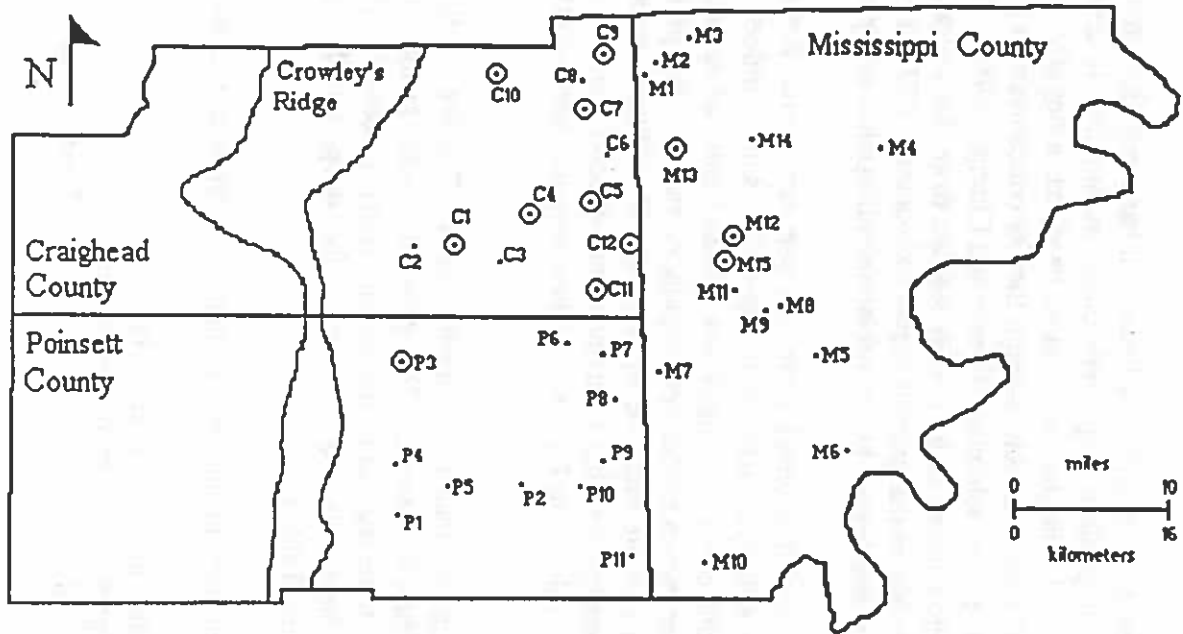 N
Crowley's
Ridge
Mississippi County
Craighead
County
Poinsett
County
C9
C8
C10
C7
C6
C5
C4
C1
C2
C3
C12
C11
M3
M2
M1
M14
M4
M13
M12
M15
M11
M8
M9
M5
M7
M6
M10
P6
P7
P3
P8
P4
P9
P5
P2
P10
P1
P11
0 miles 10
0 16
kilometers